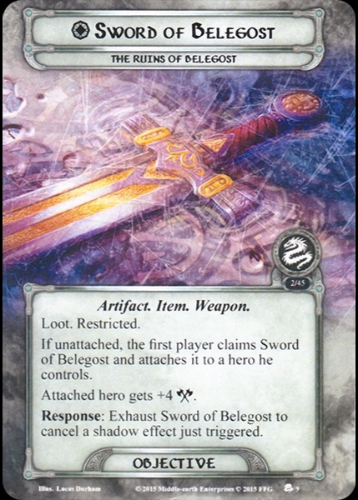 Sword of Belegost
The Ruins of Belegost
2/45
Artifact. Item. Weapon.
Loot. Restricted.
If unattached, the first player claims Sword
of Belegost and attaches it to a hero he
controls.
Attached hero gets +4 .
Response: Exhaust Sword of Belegost to
cancel a shadow effect just triggered.
Objective
Illus. Lucas Durham ©2015 Middle-earth Enterprises ©2015 FFG 9